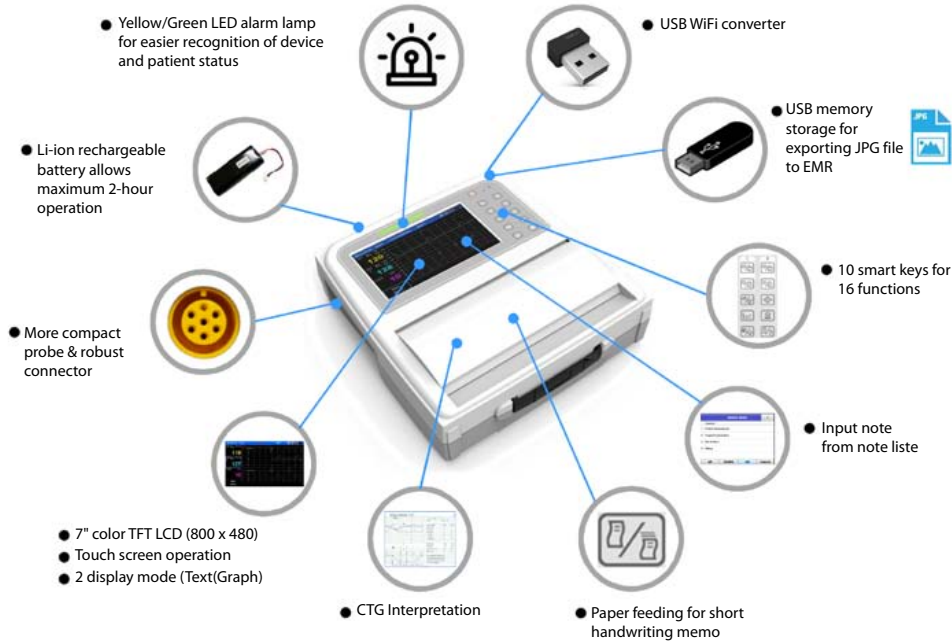 Yellow/Green LED alarm lamp
for easier recognition of device
and patient status
USB WiFi converter
USB memory
storage for
exporting JPG file
to EMR
JPG
Li-ion rechargeable
battery allows
maximum 2-hour
operation
10 smart keys for
16 functions
More compact
probe & robust
connector
Input note
from note liste
7" color TFT LCD (800 x 480)
Touch screen operation
2 display mode (Text(Graph)
CTG Interpretation
Paper feeding for short
handwriting memo